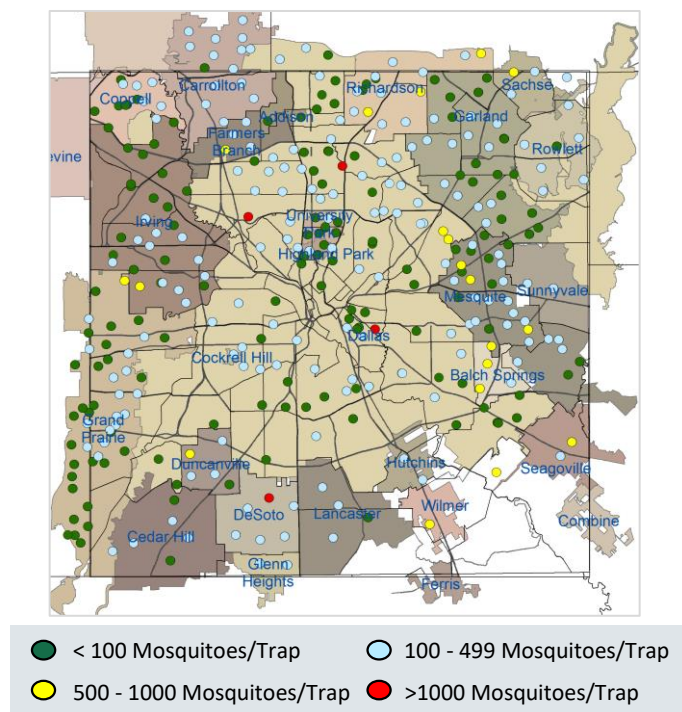 Carrollton
Coppell
Richardson
Sachse
Addison
Garland
Farmers
Branch
Rowlett
evine
Irving
University
Park
Highland Park
Mesquite
Sunnyvale
Dallas
Cockrell Hill
Balch Springs
Grand
Prairie
Duncanville
Hutchins
Seagoville
DeSoto
Lancaster
Wilmer
Combine
Cedar Hill
Glenn
Heights
Ferris
< 100 Mosquitoes/Trap
100 - 499 Mosquitoes/Trap
500 - 1000 Mosquitoes/Trap
>1000 Mosquitoes/Trap